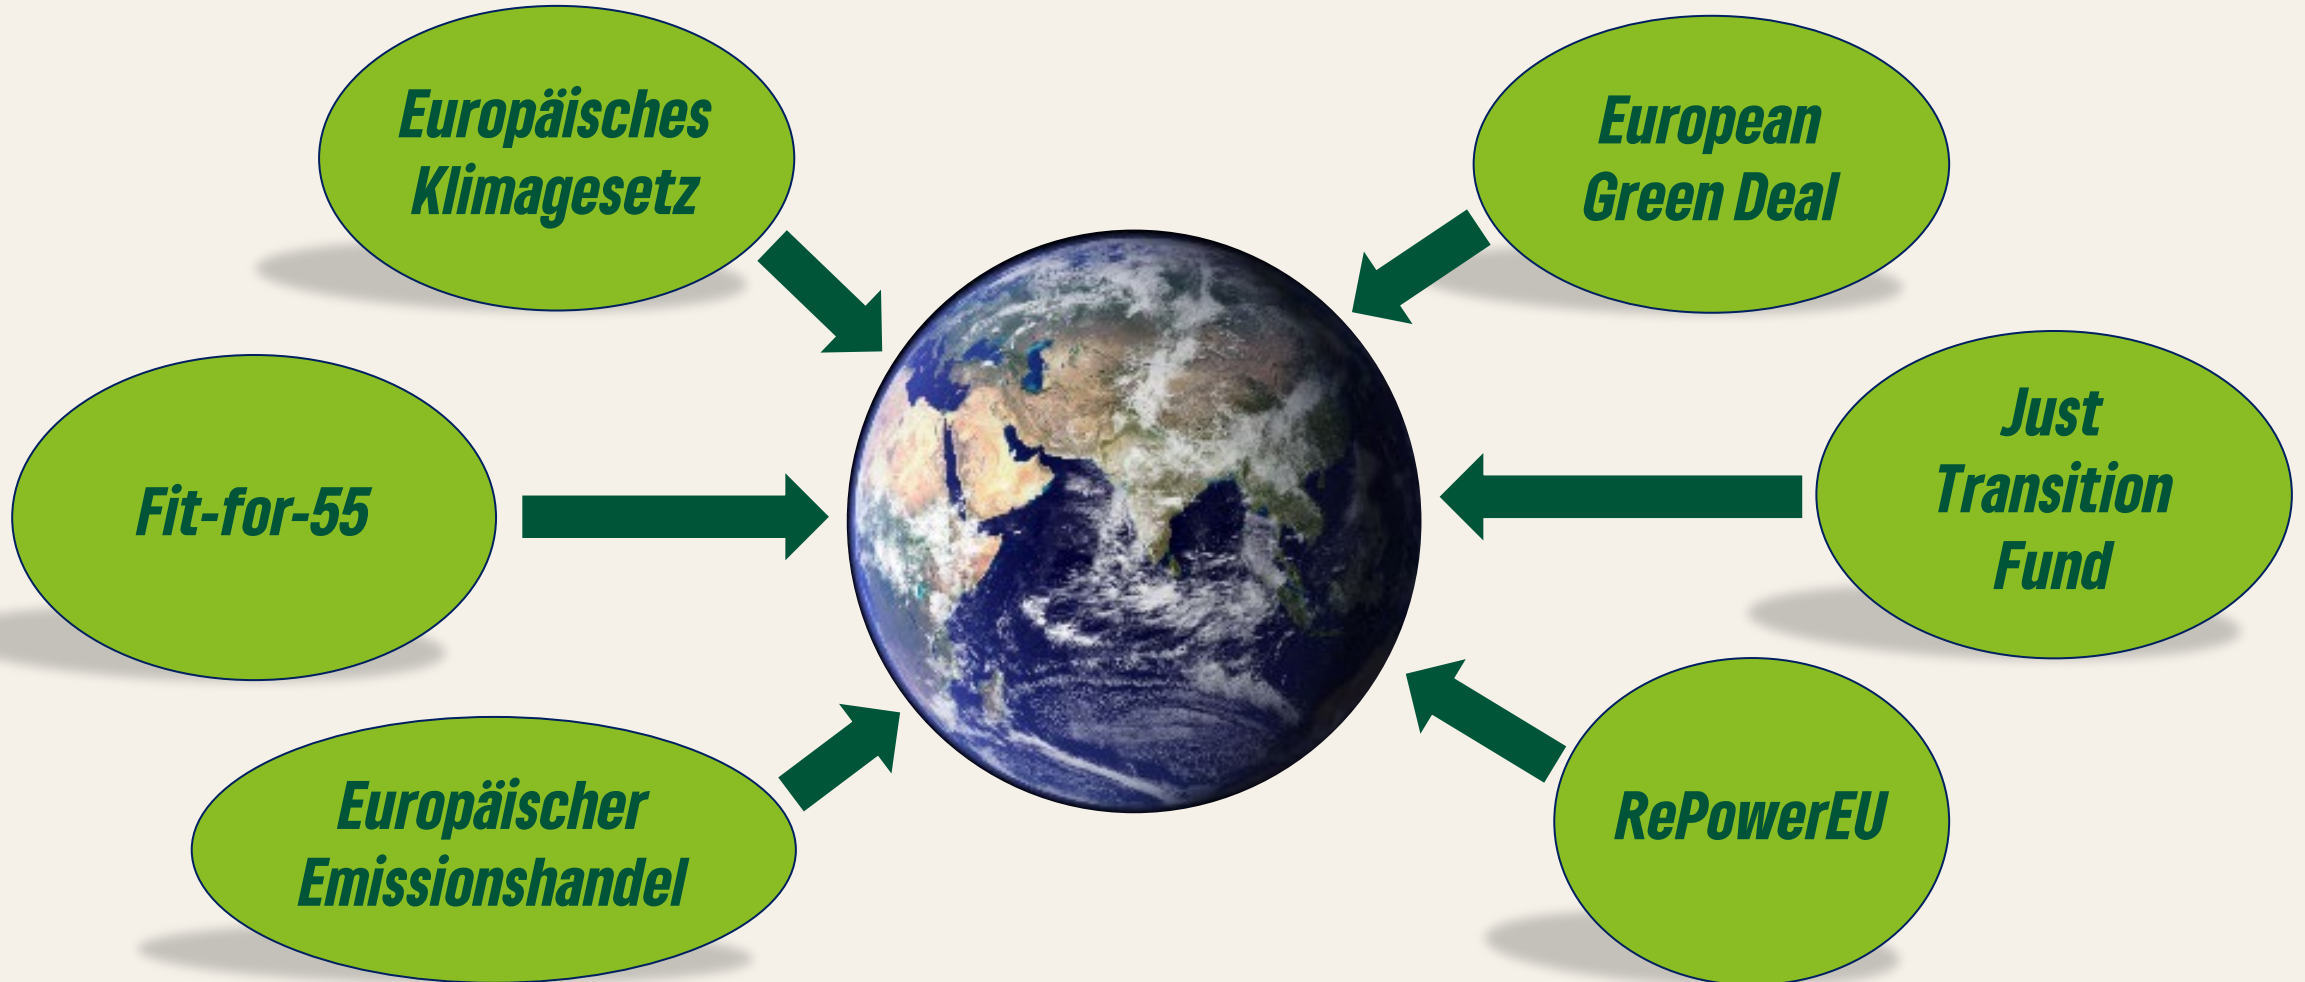 Europäisches
Klimagesetz
European
Green Deal
Fit-for-55
Just
Transition
Fund
Europäischer
Emissionshandel
RePowerEU